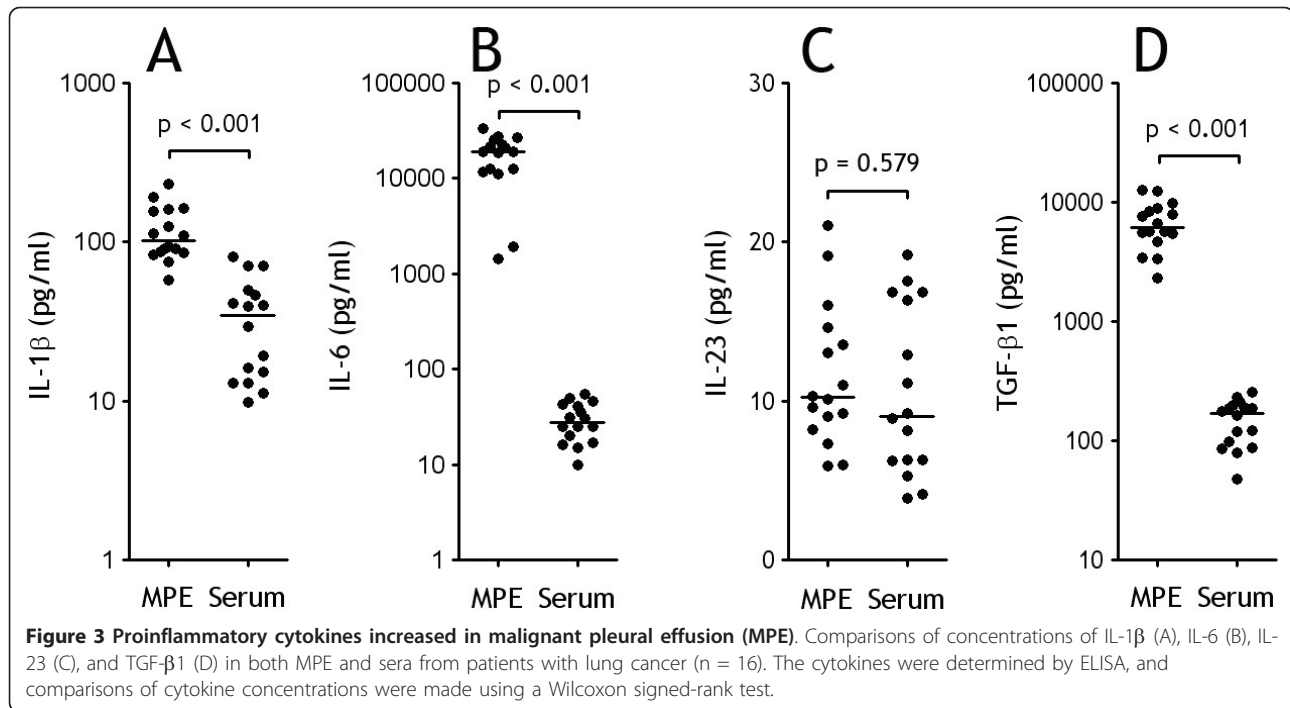 A
1000
100
10
1
IL-1β (pg/ml)
p < 0.001
MPE Serum
B
100000
10000
1000
100
10
1
IL-6 (pg/ml)
p < 0.001
MPE Serum
C
30
20
10
0
IL-23 (pg/ml)
p = 0.579
MPE Serum
D
100000
10000
1000
100
10
TGF-β1 (pg/ml)
p < 0.001
MPE Serum
Figure 3 Proinflammatory cytokines increased in malignant pleural effusion (MPE). Comparisons of concentrations of IL-1β (A), IL-6 (B), IL-
23 (C), and TGF-β1 (D) in both MPE and sera from patients with lung cancer (n = 16). The cytokines were determined by ELISA, and
comparisons of cytokine concentrations were made using a Wilcoxon signed-rank test.